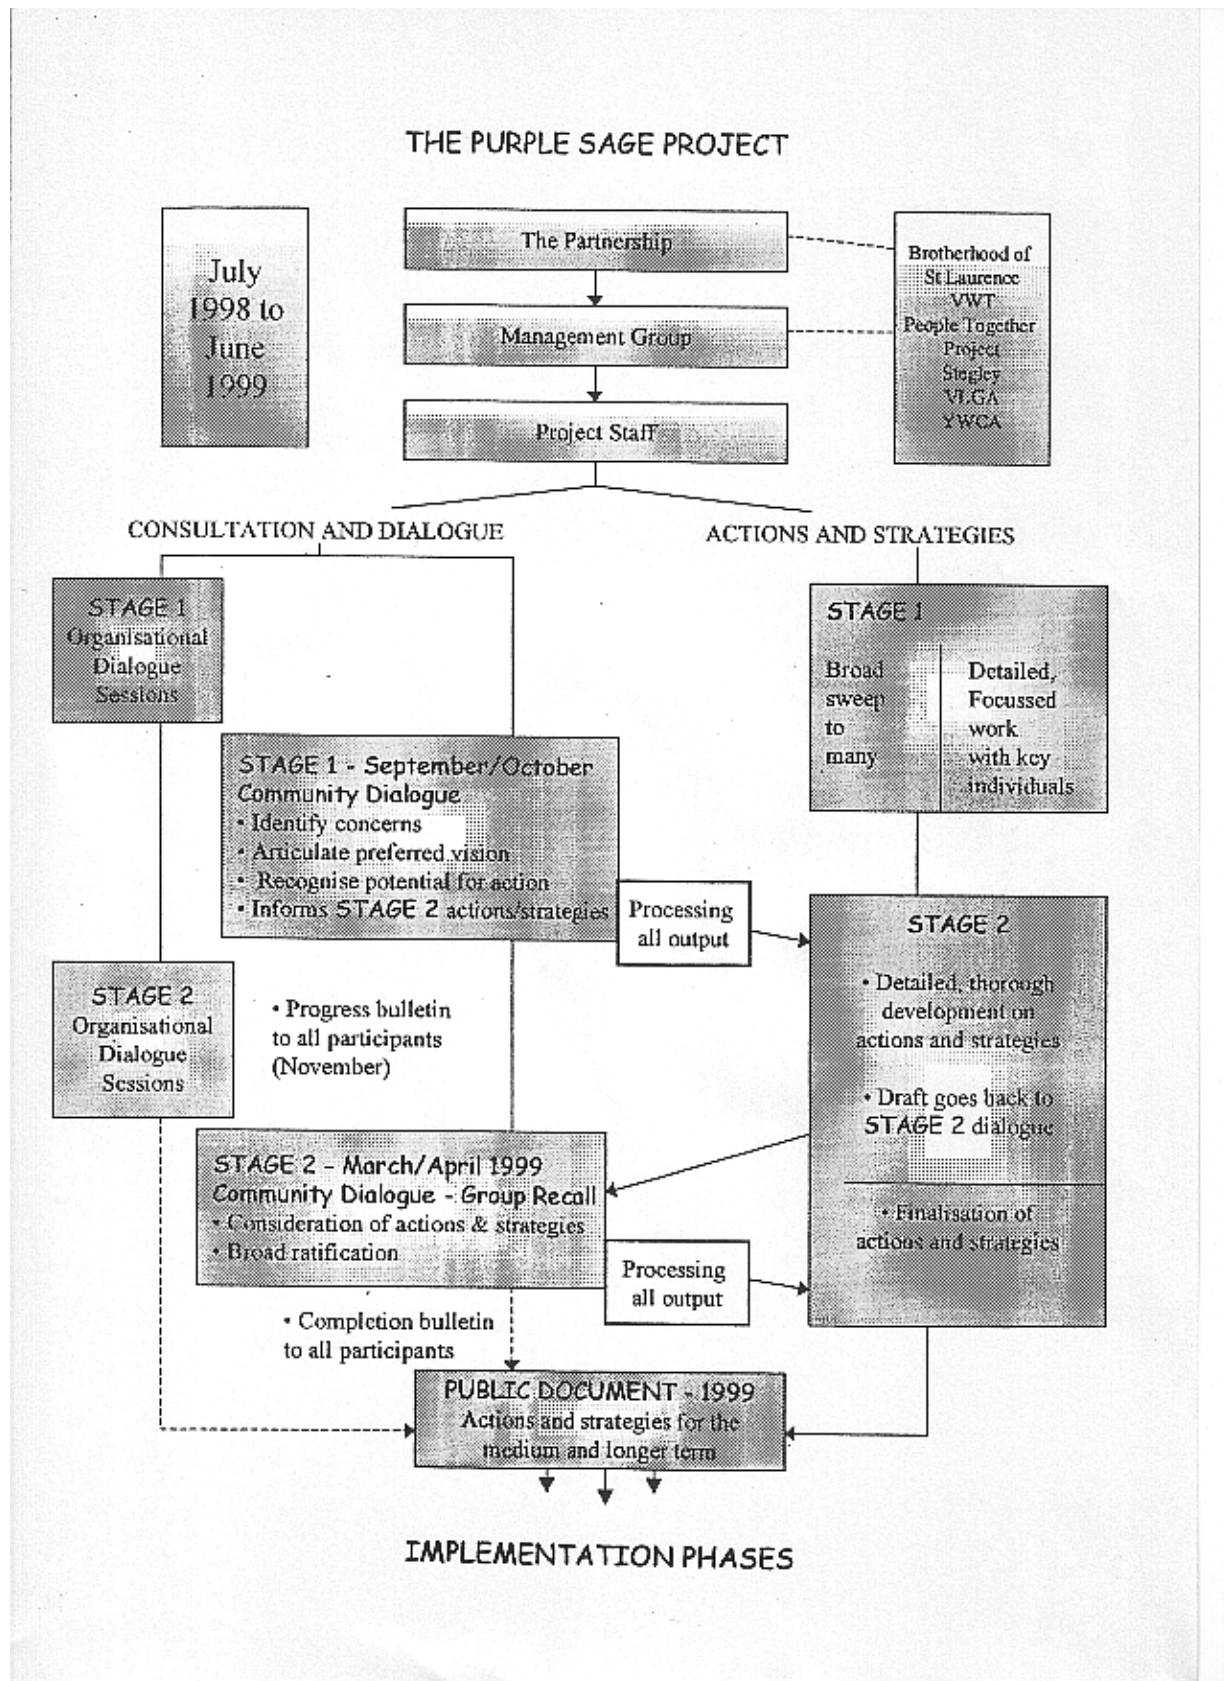 THE PURPLE SAGE PROJECT
July
1998 to
June
1999
The Partnership
Management Group
Project Staff
Brotherhood of
St Laurence
VWT
People Together
Project
Stegley
VLGA
YWCA
CONSULTATION AND DIALOGUE
ACTIONS AND STRATEGIES
STAGE 1
Organisational
Dialogue
Sessions
STAGE 1 - September/October
Community Dialogue
• Identify concerns
• Articulate preferred vision
• Recognise potential for action
• Informs STAGE 2 actions/strategies
Processing
all output
STAGE 1
Broad
sweep
to
many
Detailed,
Focussed
work
with key
individuals
STAGE 2
Organisational
Dialogue
Sessions
• Progress bulletin
to all participants
(November)
STAGE 2
• Detailed, thorough
development on
actions and strategies
• Draft goes back to
STAGE 2 dialogue
• Finalisation of
actions and strategies
STAGE 2 - March/April 1999
Community Dialogue - Group Recall
• Consideration of actions & strategies
• Broad ratification
Processing
all output
• Completion bulletin
to all participants
PUBLIC DOCUMENT - 1999
Actions and strategies for the
medium and longer term
IMPLEMENTATION PHASES